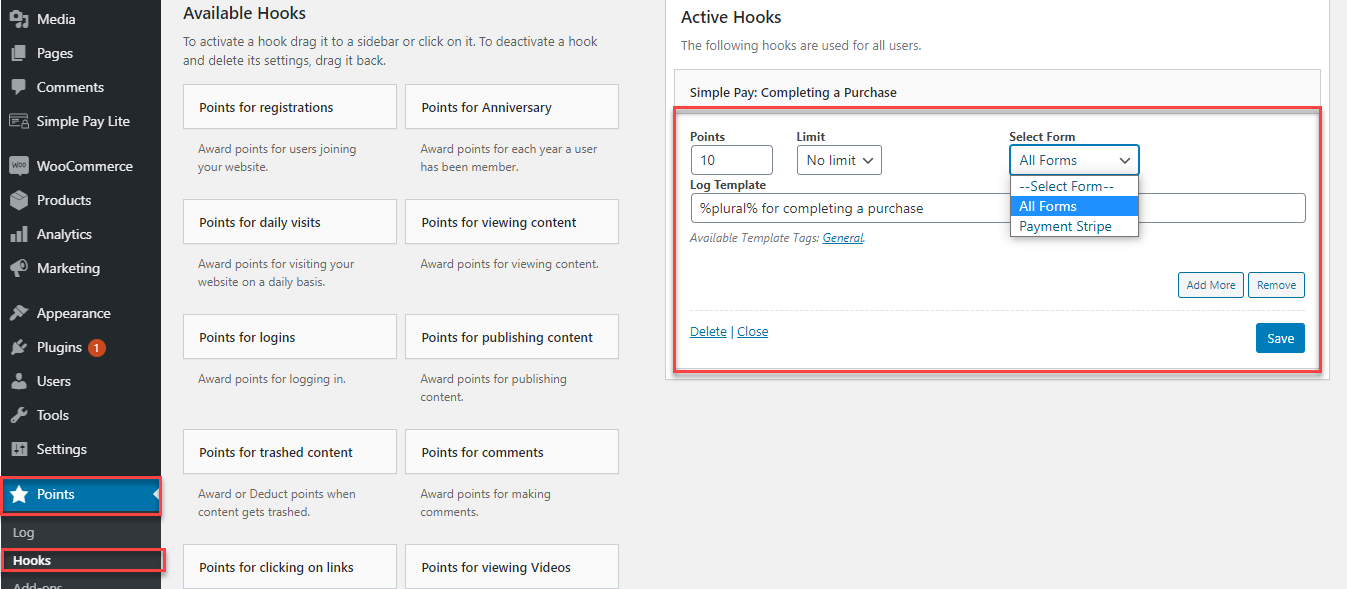 Media
Pages
Comments
Simple Pay Lite
WOO
WooCommerce
Products
Analytics
Marketing
Appearance
Plugins 1
Users
Tools
Settings
Points
Log
Hooks
Add-ons
Available Hooks
To activate a hook drag it to a sidebar or click on it. To deactivate a hook
and delete its settings, drag it back.
Points for registrations
Award points for users joining
your website.
Points for Anniversary
Award points for each year a user
has been member.
Points for daily visits
Award points for visiting your
website on a daily basis.
Points for viewing content
Award points for viewing content.
Points for logins
Award points for logging in.
Points for publishing content
Award points for publishing
content.
Points for trashed content
Award or Deduct points when
content gets trashed.
Points for comments
Award points for making
comments.
Points for clicking on links
Points for viewing Videos
Active Hooks
The following hooks are used for all users.
Simple Pay: Completing a Purchase
Points
10
Limit
No limit
Select Form
All Forms
--Select Form--
All Forms
Payment Stripe
Log Template
%plural% for completing a purchase
Available Template Tags: General.
Add More
Remove
Delete | Close
Save